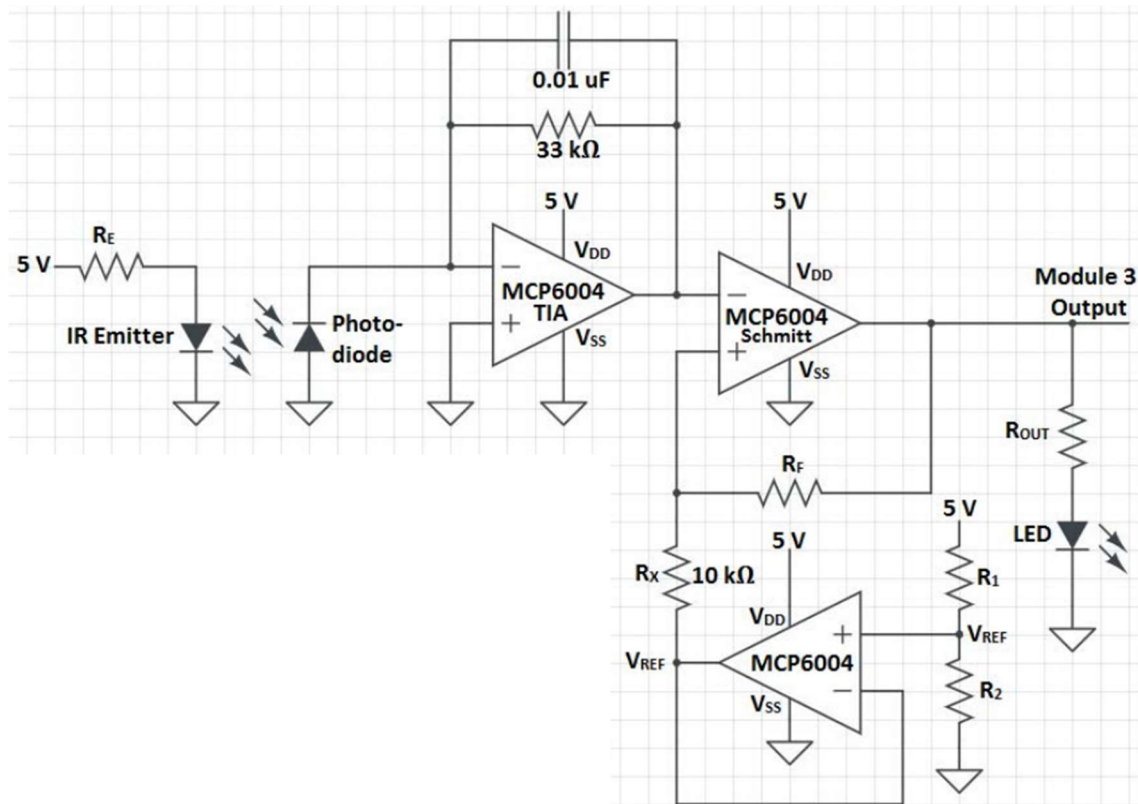 0.01 uF
33 kΩ
5 V
VDD
MCP6004
TIA
VSS
5 V
RE
IR Emitter
Photo-
diode
5 V
VDD
MCP6004
Schmitt
VSS
Module 3
Output
ROUT
LED
RF
RX
10 kΩ
5 V
VDD
MCP6004
VSS
VREF
5 V
R1
VREF
R2